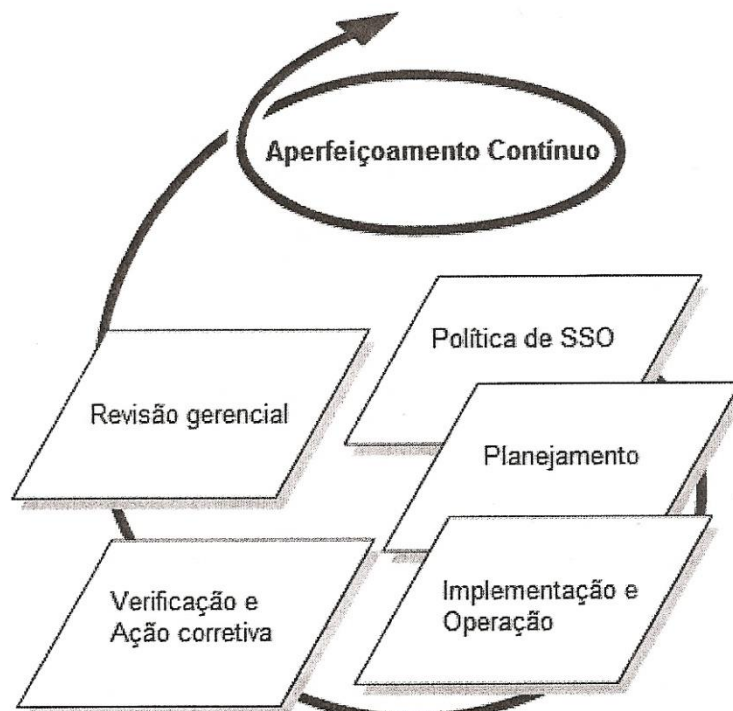 Aperfeiçoamento Contínuo
Política de SSO
Revisão gerencial
Planejamento
Verificação e
Ação corretiva
Implementação e
Operação